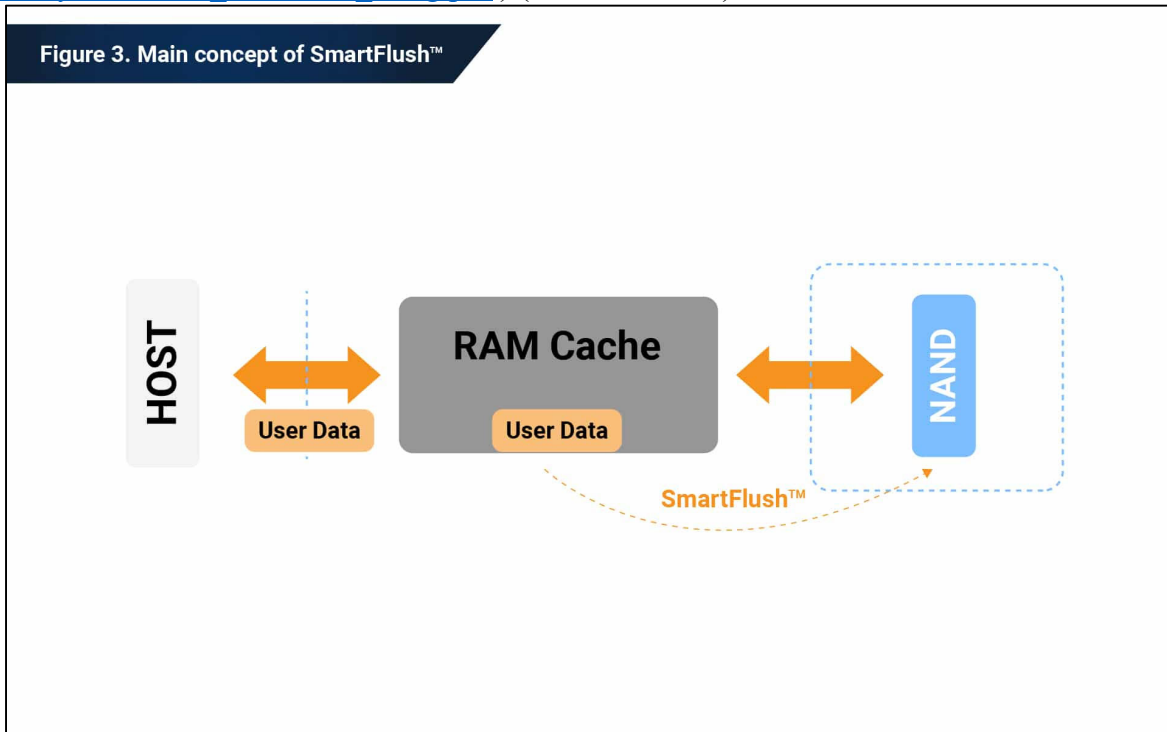 Figure 3. Main concept of SmartFlush™
HOST
User Data
RAM Cache
User Data
NAND
SmartFlush™